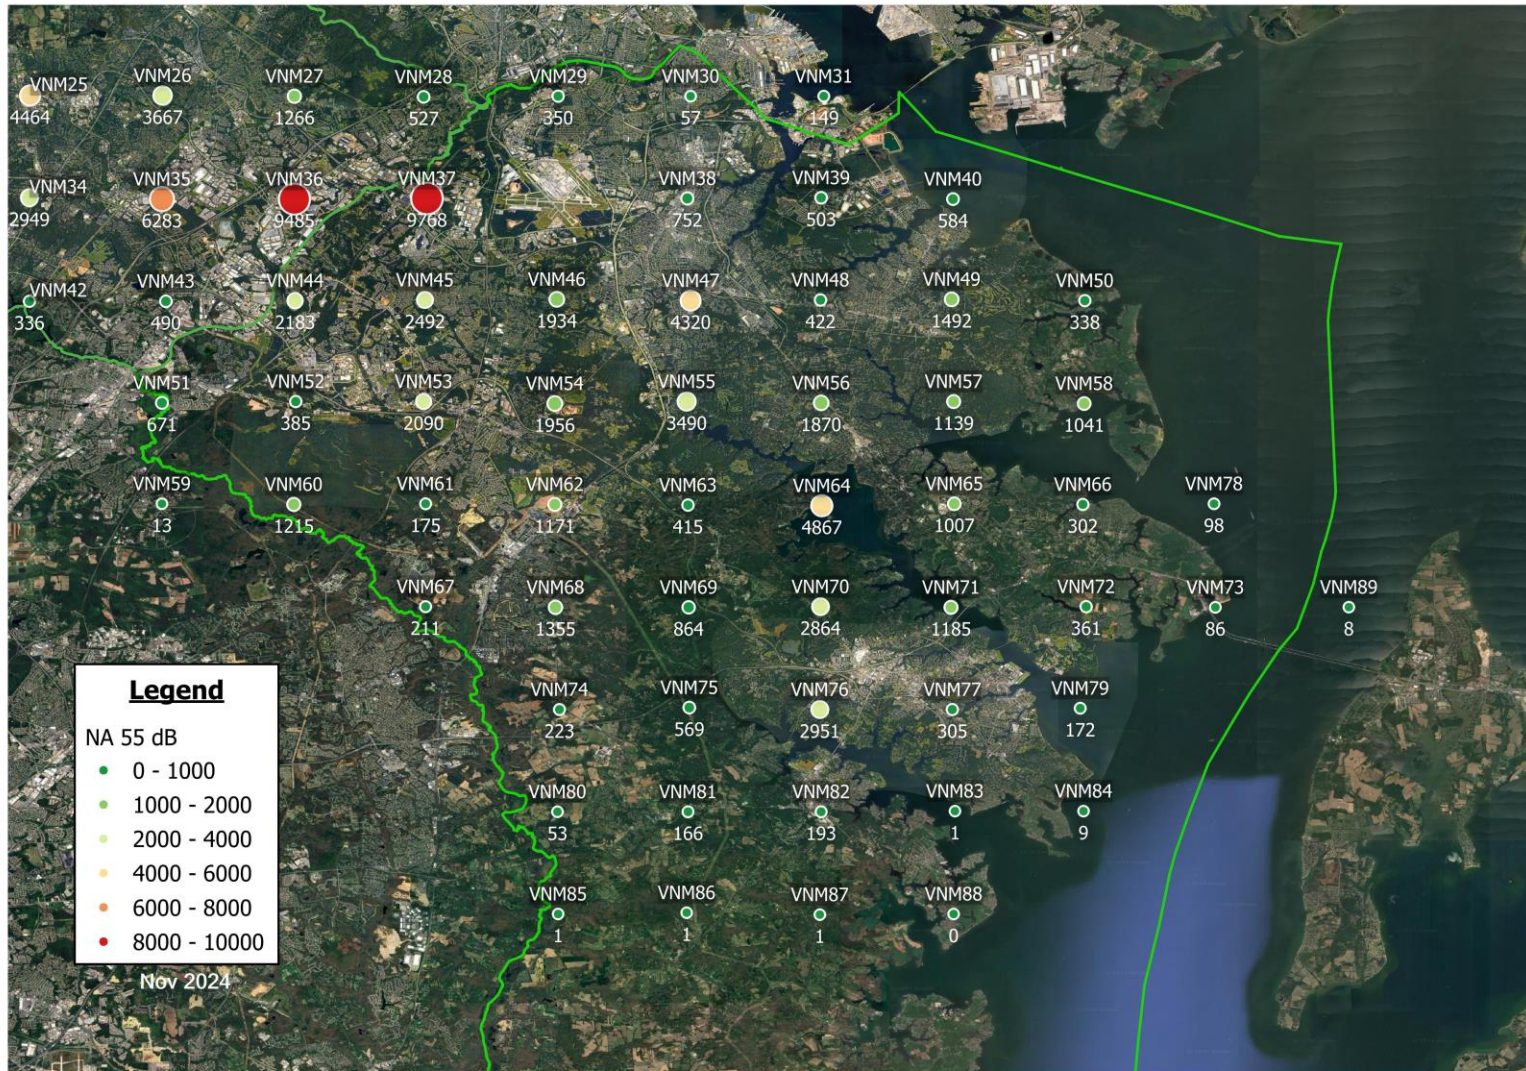 VNM25 VNM26 VNM27 VNM28 VNM29 VNM30 VNM31
4464 3667 1266 527 350 57 149
VNM34 VNM35 VNM36 VNM37 VNM38 VNM39 VNM40
2949 6283 9485 9768 752 503 584
VNM42 VNM43 VNM44 VNM45 VNM46 VNM47 VNM48 VNM49 VNM50
336 490 2183 2492 1934 4320 422 1492 338
VNM51 VNM52 VNM53 VNM54 VNM55 VNM56 VNM57 VNM58
671 385 2090 1956 3490 1870 1139 1041
VNM59 VNM60 VNM61 VNM62 VNM63 VNM64 VNM65 VNM66 VNM78
13 1215 175 1171 415 4867 1007 302 98
VNM67 VNM68 VNM69 VNM70 VNM71 VNM72 VNM73 VNM89
211 1355 864 2864 1185 361 86 8
VNM74 VNM75 VNM76 VNM77 VNM79
223 569 2951 305 172
VNM80 VNM81 VNM82 VNM83 VNM84
53 166 193 1 9
VNM85 VNM86 VNM87 VNM88
1 1 1 0
Legend
NA 55 dB
0 - 1000
1000 - 2000
2000 - 4000
4000 - 6000
6000 - 8000
8000 - 10000
Nov 2024